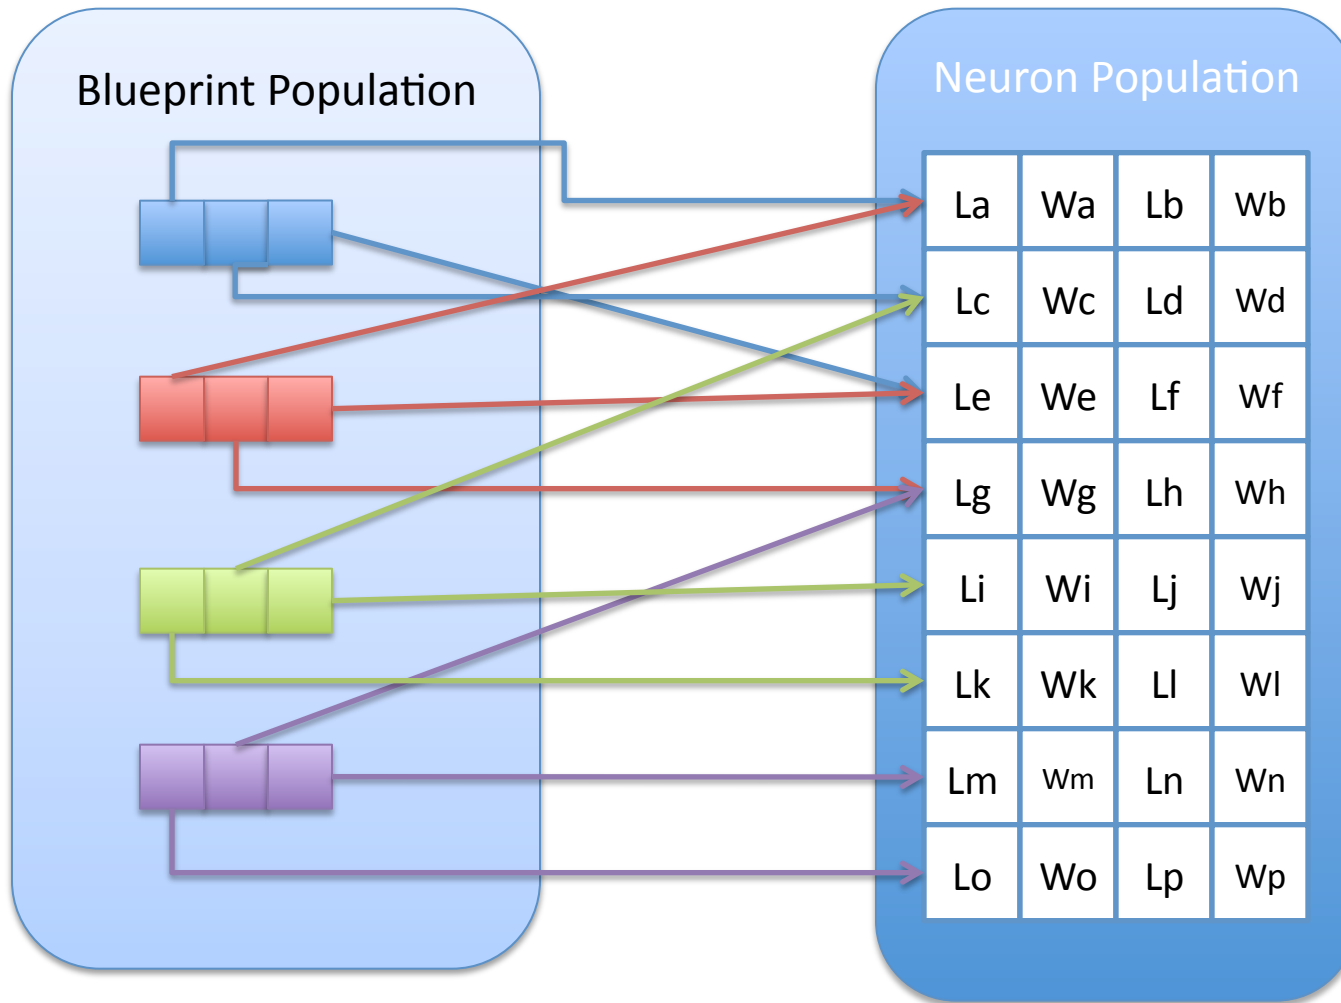 Blueprint Population
Neuron Population
La Wa Lb Wb
Lc Wc Ld Wd
Le We Lf Wf
Lg Wg Lh Wh
Li Wi Lj Wj
Lk Wk Ll Wl
Lm Wm Ln Wn
Lo Wo Lp Wp